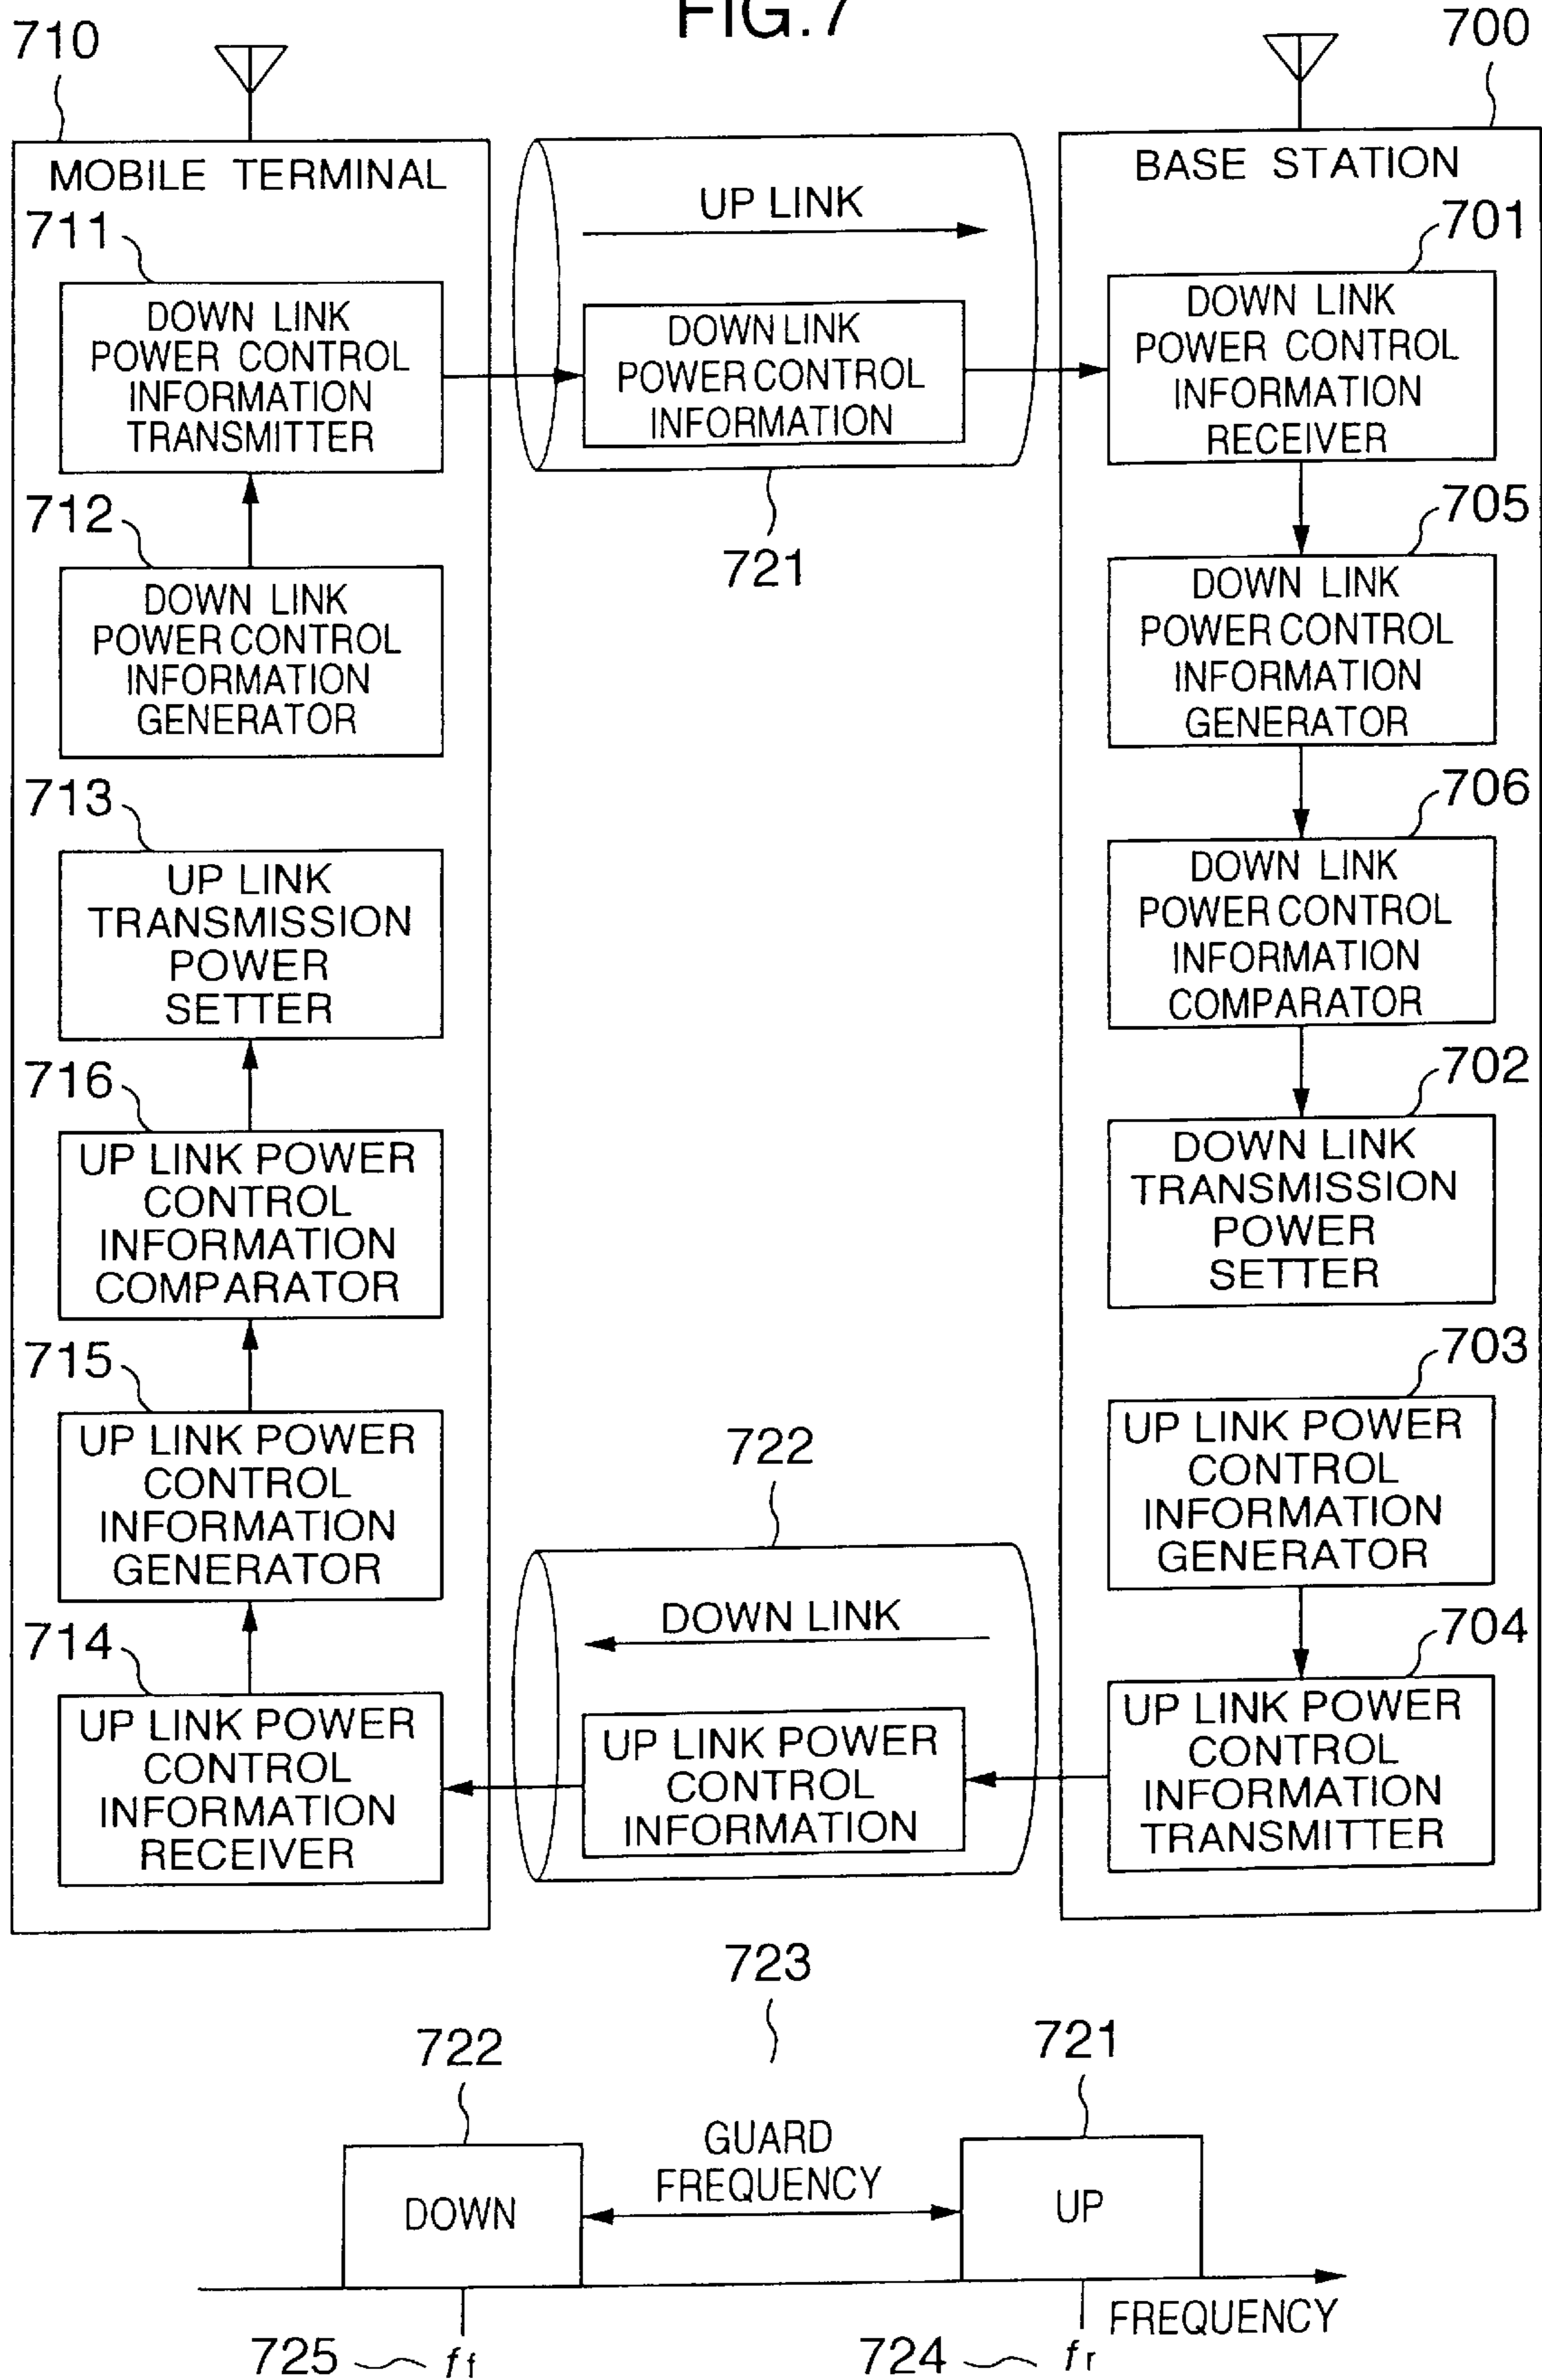 FIG.7
710
700
MOBILE TERMINAL
BASE STATION
711
DOWN LINK
POWER CONTROL
INFORMATION
TRANSMITTER
UP LINK
DOWN LINK
POWER CONTROL
INFORMATION
721
701
DOWN LINK
POWER CONTROL
INFORMATION
RECEIVER
712
DOWN LINK
POWER CONTROL
INFORMATION
GENERATOR
705
DOWN LINK
POWER CONTROL
INFORMATION
GENERATOR
713
UP LINK
TRANSMISSION
POWER
SETTER
706
DOWN LINK
POWER CONTROL
INFORMATION
COMPARATOR
716
UP LINK POWER
CONTROL
INFORMATION
COMPARATOR
702
DOWN LINK
TRANSMISSION
POWER
SETTER
715
UP LINK POWER
CONTROL
INFORMATION
GENERATOR
703
UP LINK POWER
CONTROL
INFORMATION
GENERATOR
722
DOWN LINK
UP LINK POWER
CONTROL
INFORMATION
714
UP LINK POWER
CONTROL
INFORMATION
RECEIVER
704
UP LINK POWER
CONTROL
INFORMATION
TRANSMITTER
723
722
721
GUARD
FREQUENCY
DOWN
UP
FREQUENCY
725
ff
724
fr